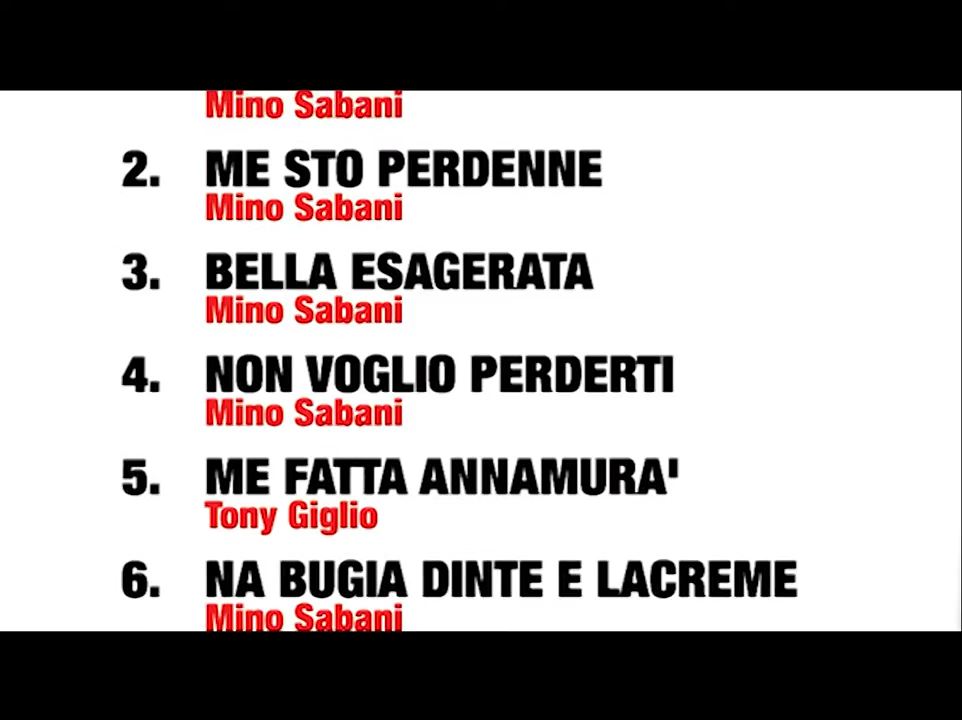 Mino Sabani
2. ME STO PERDENNE
Mino Sabani
3. BELLA ESAGERATA
Mino Sabani
4. NON VOGLIO PERDERTI
Mino Sabani
5. ME FATTA ANNAMURA'
Tony Giglio
6. NA BUGIA DINTE E LACREME
Mino Sabani